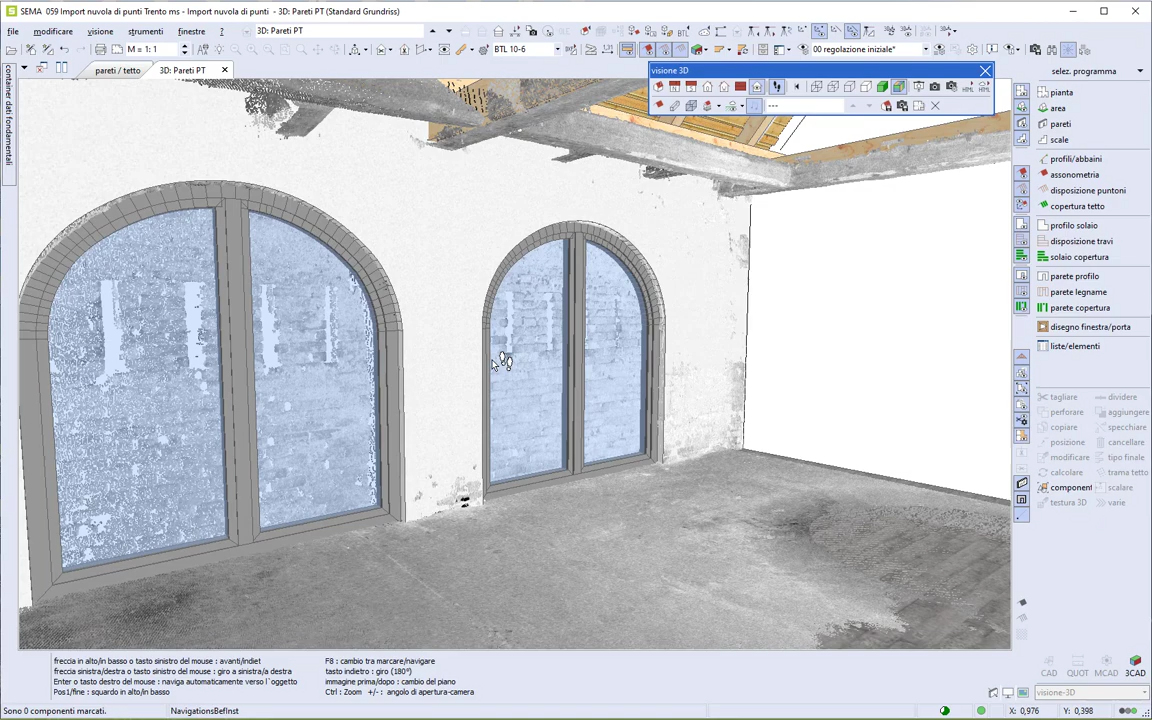 SEMA 059 Import nuvola di punti Trento ms - Import nuvola di punti - 3D: Pareti PT (Standard Grundriss)
file modificare visione strumenti finestre ? 3D: Pareti PT
M = 1: 1 BTL 10-6 00 regolazione iniziale*
pareti / tetto 3D: Pareti PT
container dati fondamentali
visione 3D
---
selez. programma
pianta
area
pareti
scale
profili/abbaini
assonometria
disposizione puntoni
copertura tetto
profilo solaio
disposizione travi
solaio copertura
parete profilo
parete legname
parete copertura
disegno finestra/porta
liste/elementi
tagliare dividere
perforare aggiungere
copiare specchiare
posizione cancellare
modificare tipo finale
calcolare trama tetto
component scalare
testura 3D varie
CAD QUOT MCAD 3CAD
visione-3D
freccia in alto/in basso o tasto sinistro del mouse : avanti/indiet
freccia sinistra/destra o tasto sinistro del mouse : giro a sinistra/a destra
Enter o tasto destro del mouse : naviga automaticamente verso l`oggetto
Pos1/fine : sguardo in alto/in basso
F8 : cambio tra marcare/navigare
tasto indietro : giro (180°)
immagine prima/dopo : cambio del piano
Ctrl : Zoom +/- : angolo di apertura-camera
Sono 0 componenti marcati. NavigationsBefInst X: 0,976 Y: 0,398